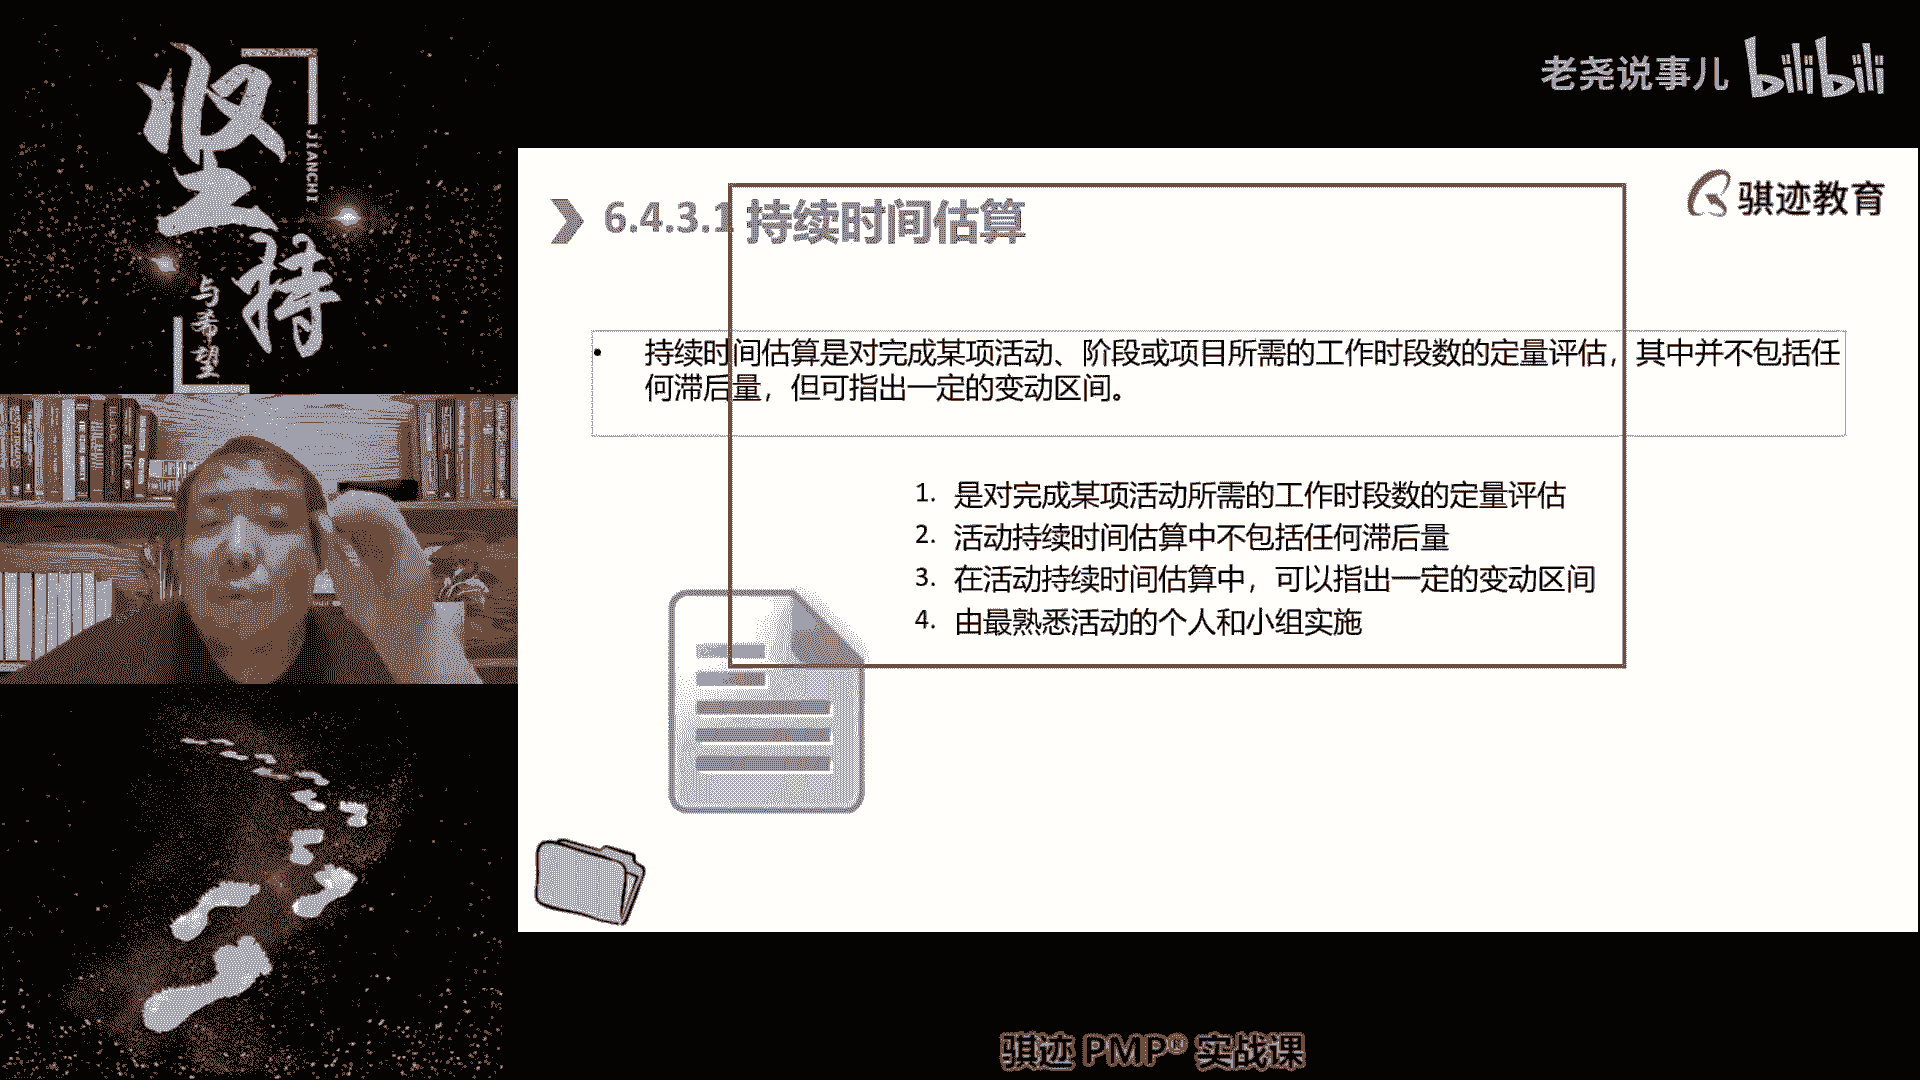 坚持
JIANCHI
与希望
老尧说事儿 bilibili
骐迹教育
6.4.3.1 持续时间估算
• 持续时间估算是对完成某项活动、阶段或项目所需的工作时段数的定量评估，其中并不包括任
何滞后量，但可指出一定的变动区间。
1. 是对完成某项活动所需的工作时段数的定量评估
2. 活动持续时间估算中不包括任何滞后量
3. 在活动持续时间估算中，可以指出一定的变动区间
4. 由最熟悉活动的个人和小组实施
骐迹 PMP® 实战课